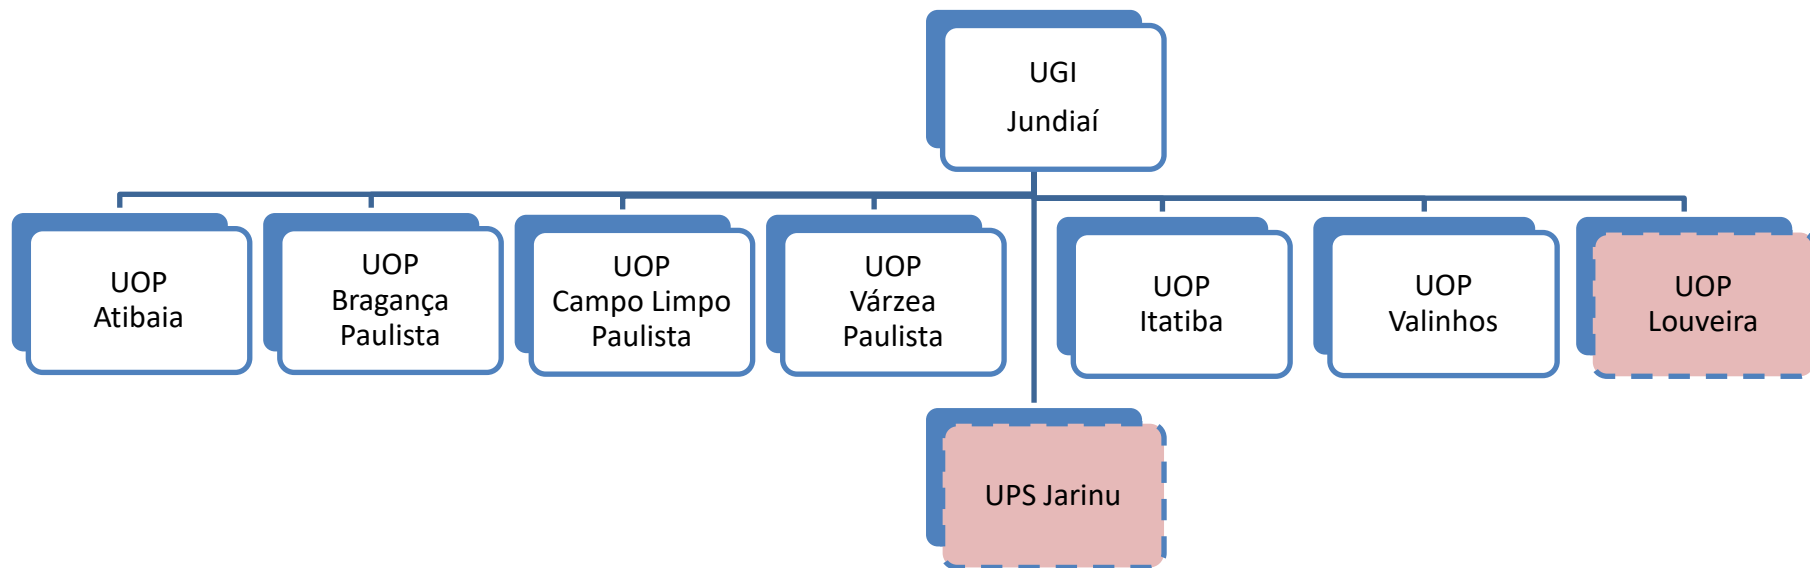 UGI
Jundiaí
UOP
Atibaia
UOP
Bragança
Paulista
UOP
Campo Limpo
Paulista
UOP
Várzea
Paulista
UOP
Itatiba
UOP
Valinhos
UOP
Louveira
UPS Jarinu